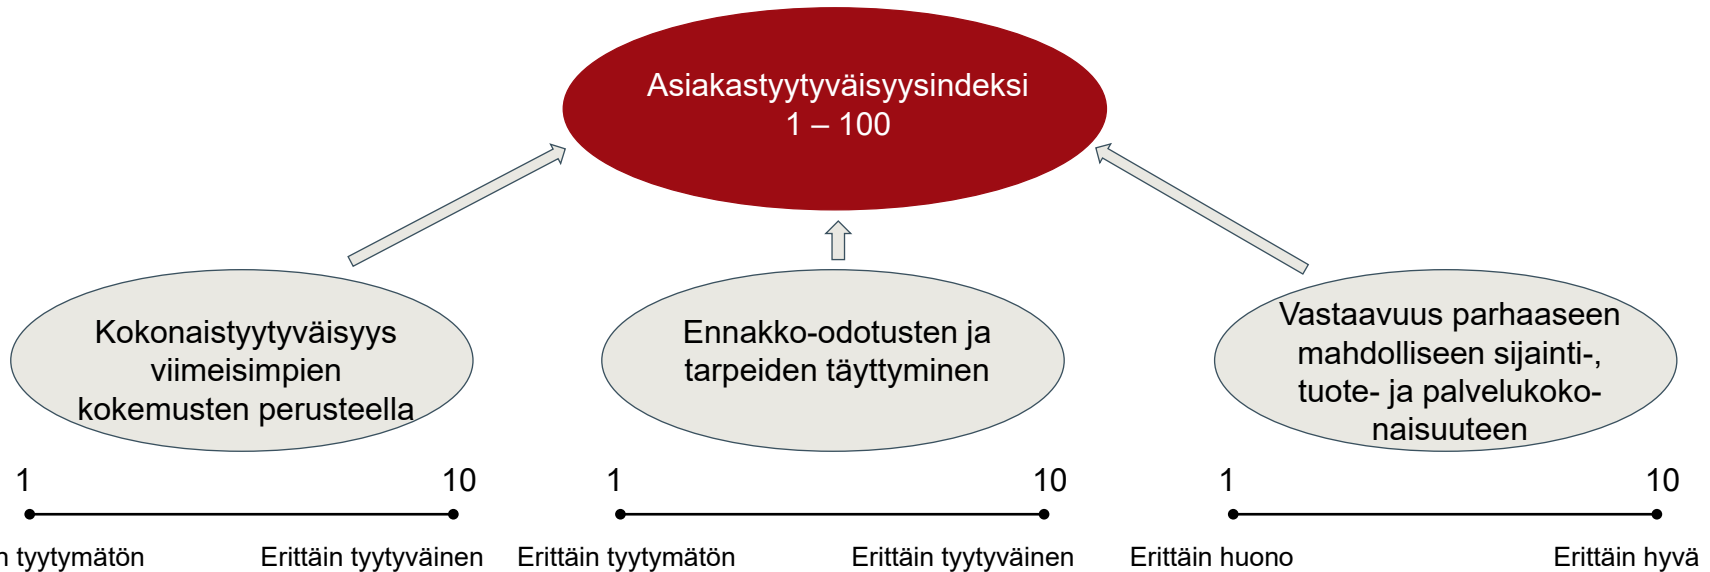 Asiakastyytyväisyysindeksi
1 – 100
Kokonaistyytyväisyys
viimeisimpien
kokemusten perusteella
Ennakko-odotusten ja
tarpeiden täyttyminen
Vastaavuus parhaaseen
mahdolliseen sijainti-,
tuote- ja palvelukoko-
naisuuteen
1 10 1 10 1 10
tyytymätön Erittäin tyytyväinen Erittäin tyytymätön Erittäin tyytyväinen Erittäin huono Erittäin hyvä